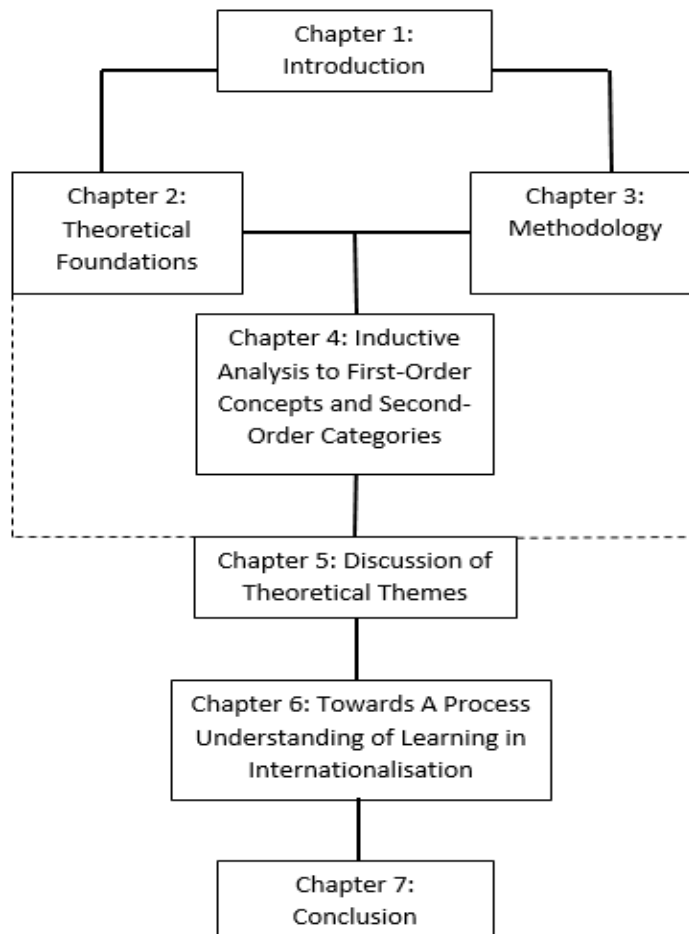 Chapter 1:
Introduction
Chapter 2:
Theoretical
Foundations
Chapter 3:
Methodology
Chapter 4: Inductive
Analysis to First-Order
Concepts and Second-
Order Categories
Chapter 5: Discussion of
Theoretical Themes
Chapter 6: Towards A Process
Understanding of Learning in
Internationalisation
Chapter 7:
Conclusion